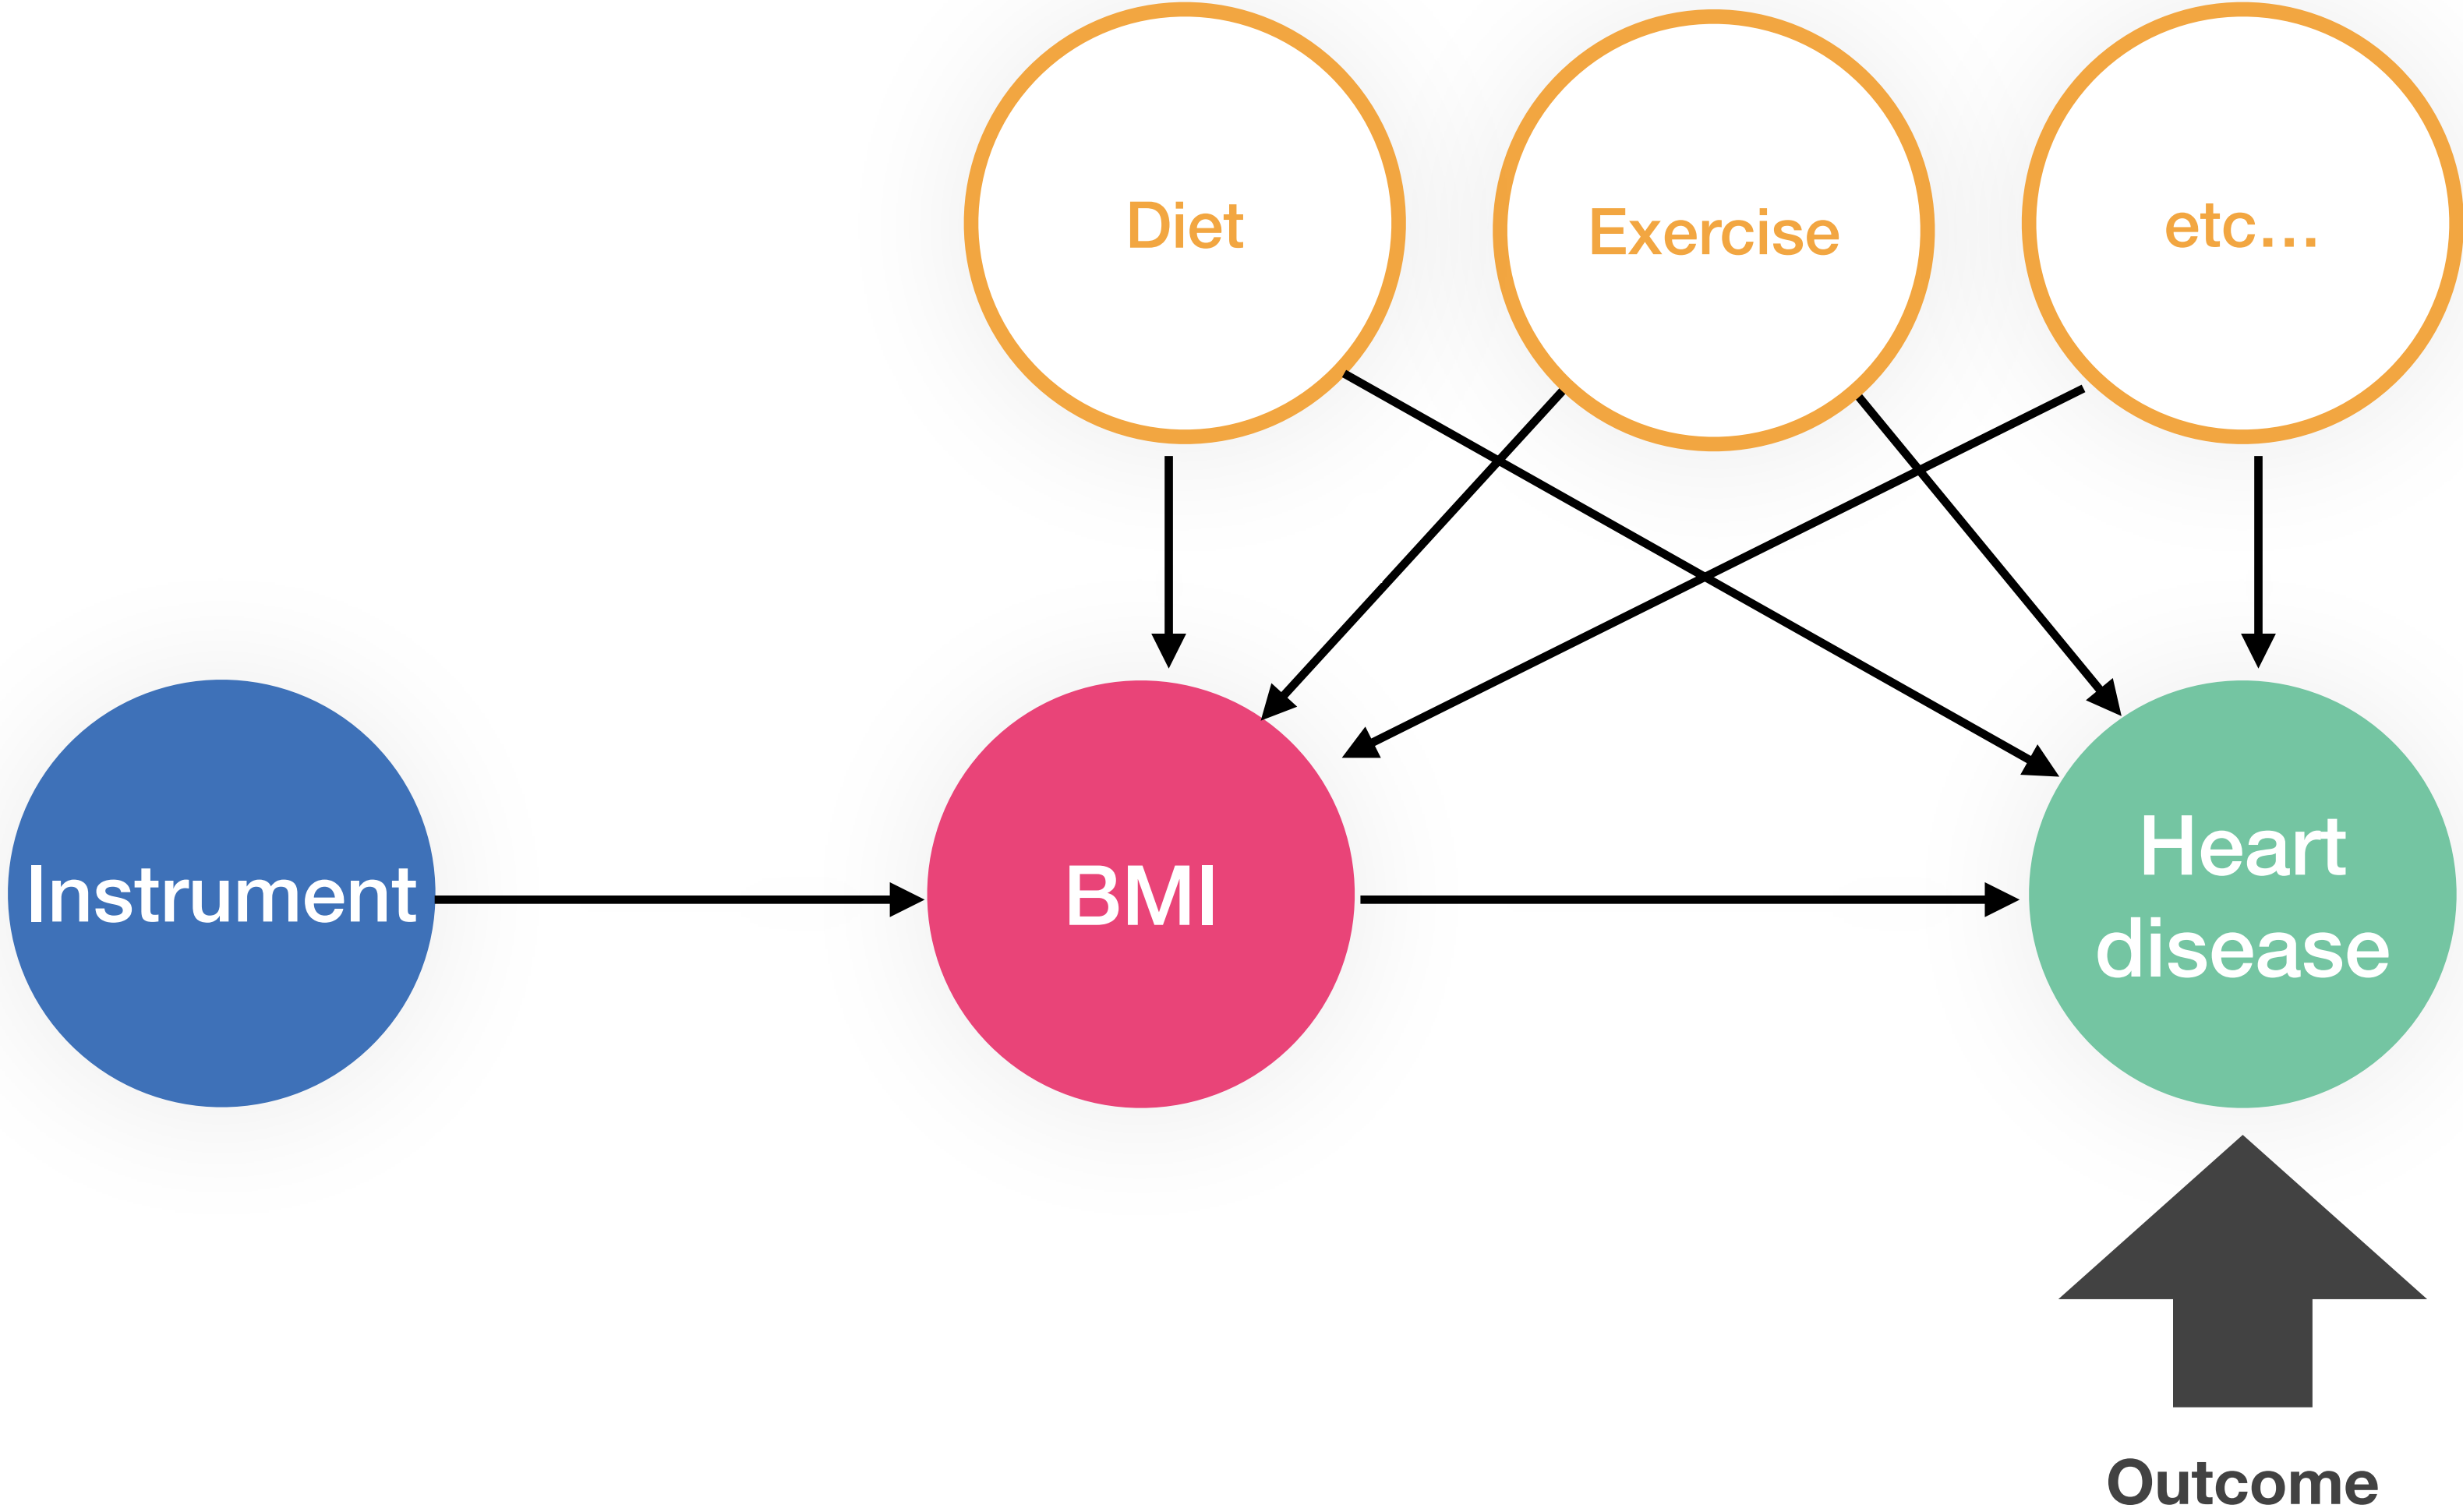 Diet
Exercise
etc...
Instrument
BMI
Heart
disease
Outcome